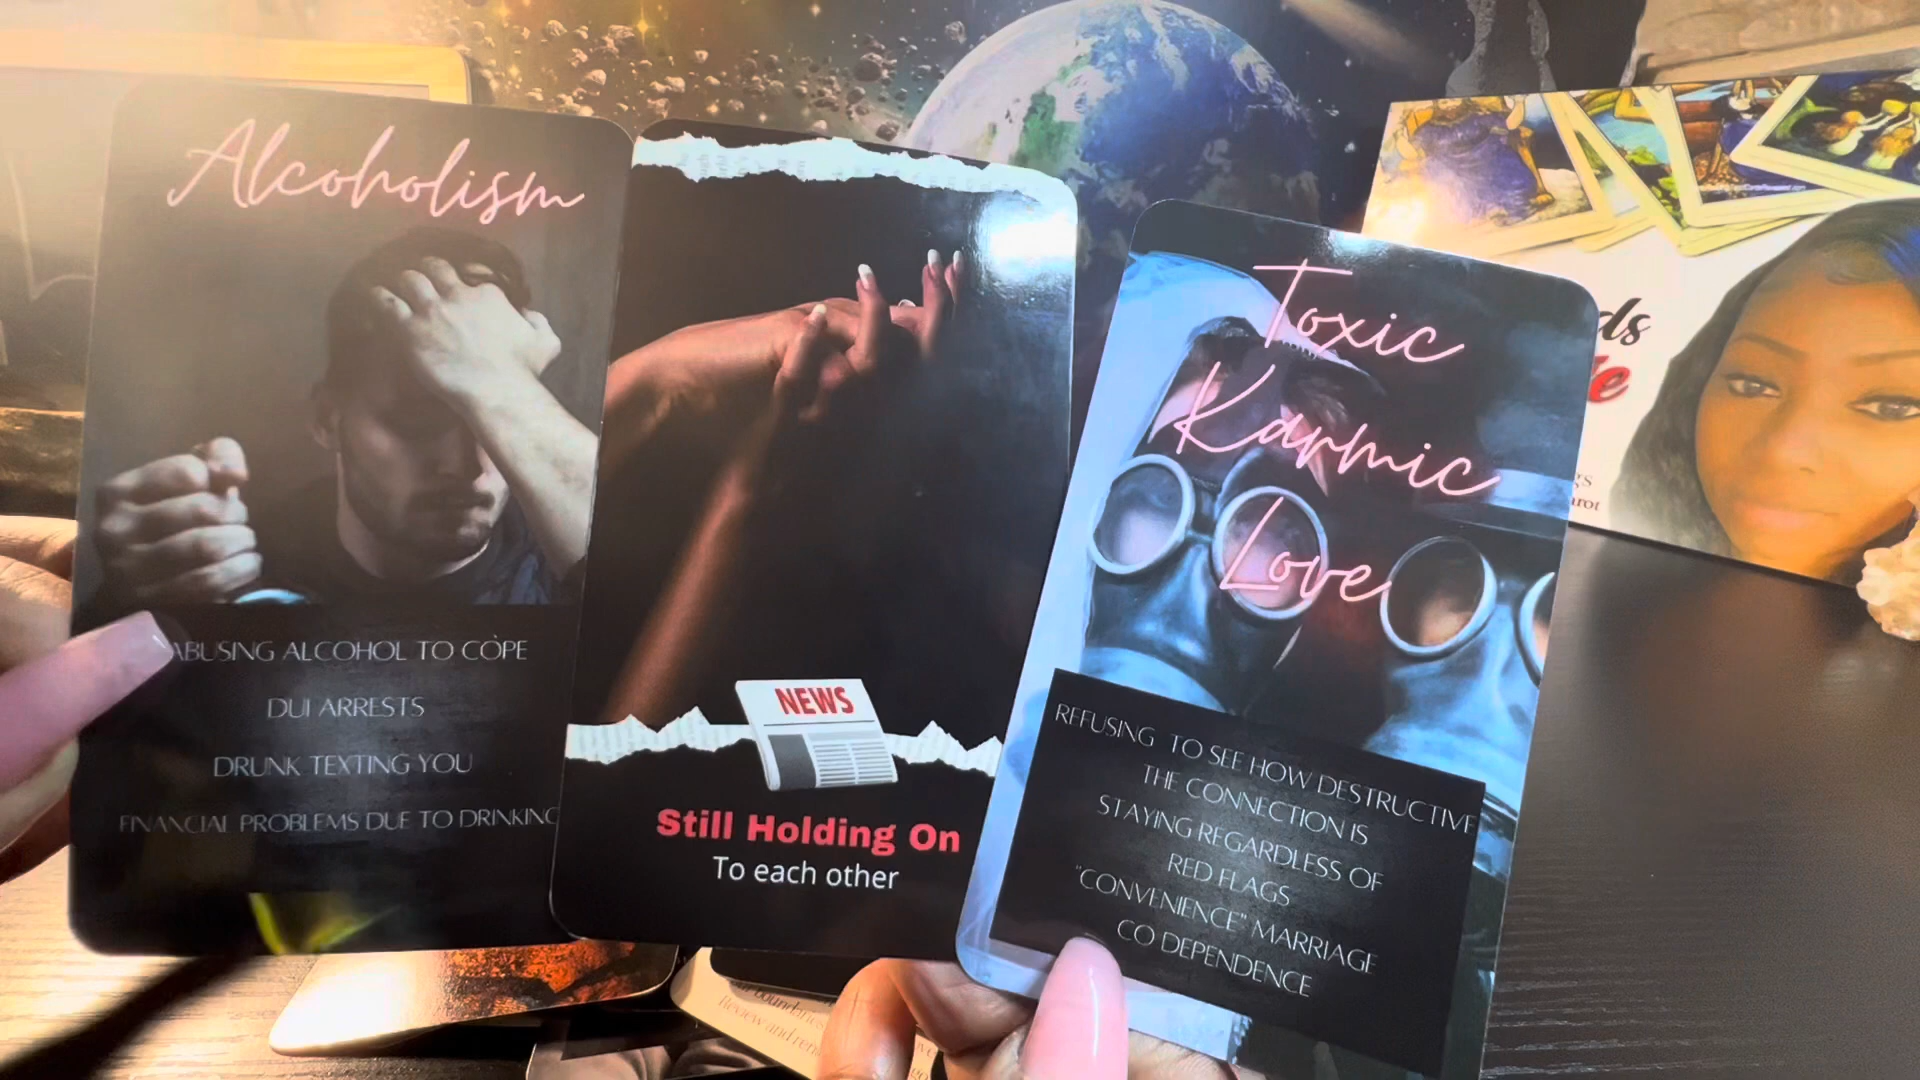 Alcoholism
ABUSING ALCOHOL TO COPE
DUI ARRESTS
DRUNK TEXTING YOU
FINANCIAL PROBLEMS DUE TO DRINKING
NEWS
Still Holding On
To each other
Toxic
Karmic
Love
REFUSING TO SEE HOW DESTRUCTIVE
THE CONNECTION IS
STAYING REGARDLESS OF
RED FLAGS
"CONVENIENCE" MARRIAGE
CO DEPENDENCE
Review and